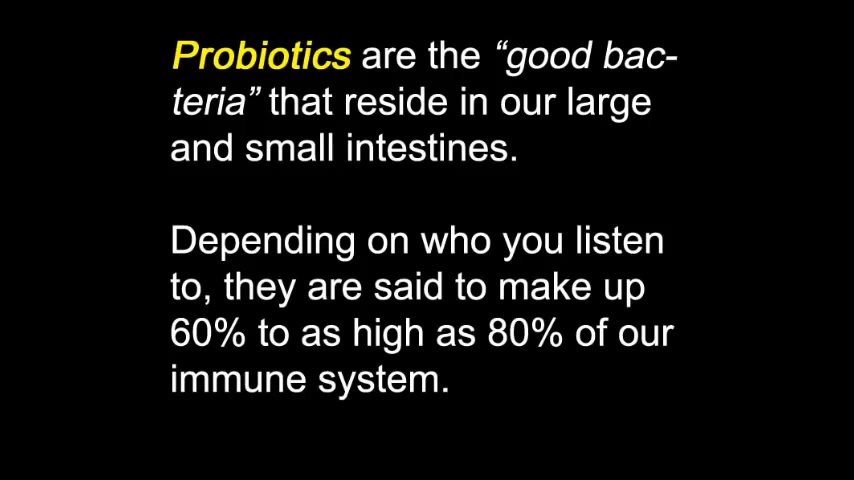 Probiotics are the “good bac-
teria” that reside in our large
and small intestines.
Depending on who you listen
to, they are said to make up
60% to as high as 80% of our
immune system.